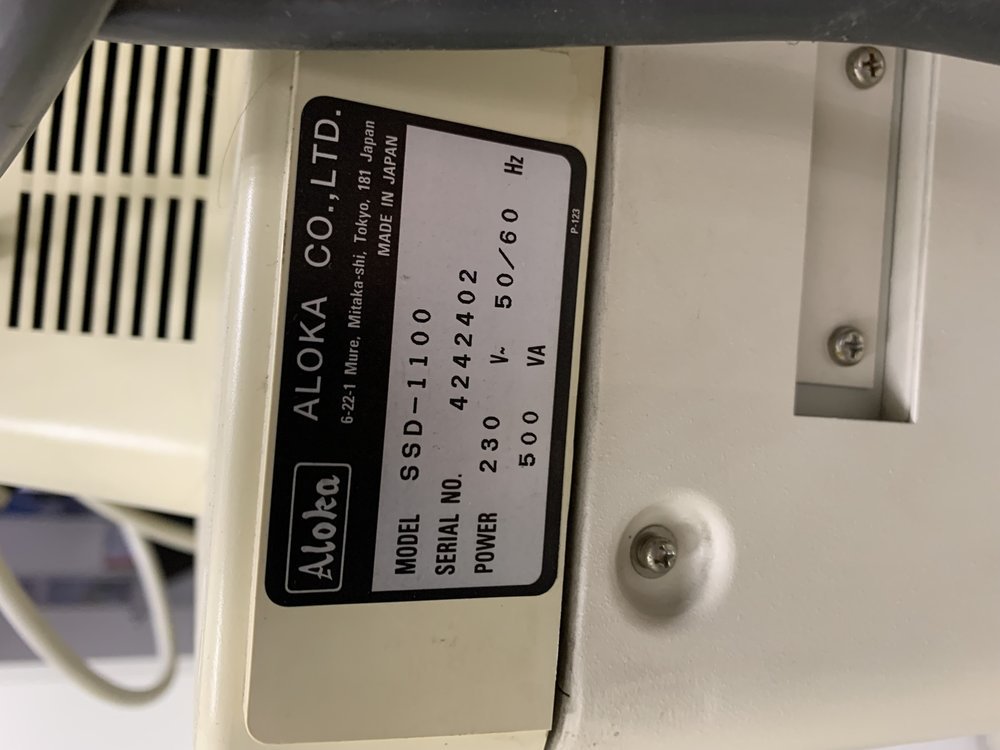 Aloka
ALOKA CO.,LTD.
6-22-1 Mure, Mitaka-shi, Tokyo, 181 Japan
MADE IN JAPAN
MODEL SSD-1100
SERIAL NO. 4242402
POWER 230 V~ 50/60 Hz
500 VA
P-123